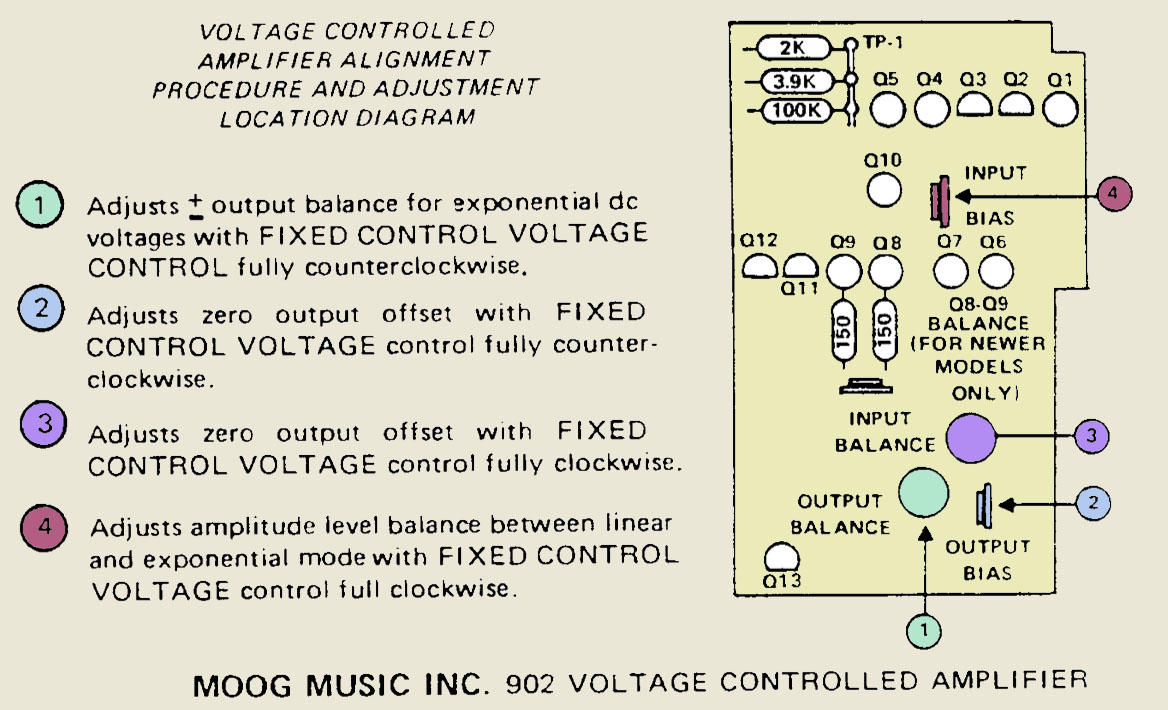 VOLTAGE CONTROLLED
AMPLIFIER ALIGNMENT
PROCEDURE AND ADJUSTMENT
LOCATION DIAGRAM
1
Adjusts ± output balance for exponential dc
voltages with FIXED CONTROL VOLTAGE
CONTROL fully counterclockwise.
2
Adjusts zero output offset with FIXED
CONTROL VOLTAGE control fully counter-
clockwise.
3
Adjusts zero output offset with FIXED
CONTROL VOLTAGE control fully clockwise.
4
Adjusts amplitude level balance between linear
and exponential mode with FIXED CONTROL
VOLTAGE control full clockwise.
2K
TP-1
3.9K
100K
Q5 Q4 Q3 Q2 Q1
Q10
INPUT
BIAS
4
Q12
Q11
Q9 Q8
Q7 Q6
150
150
Q8-Q9
BALANCE
(FOR NEWER
MODELS
ONLY)
INPUT
BALANCE
3
OUTPUT
BALANCE
2
OUTPUT
BIAS
Q13
1
MOOG MUSIC INC. 902 VOLTAGE CONTROLLED AMPLIFIER